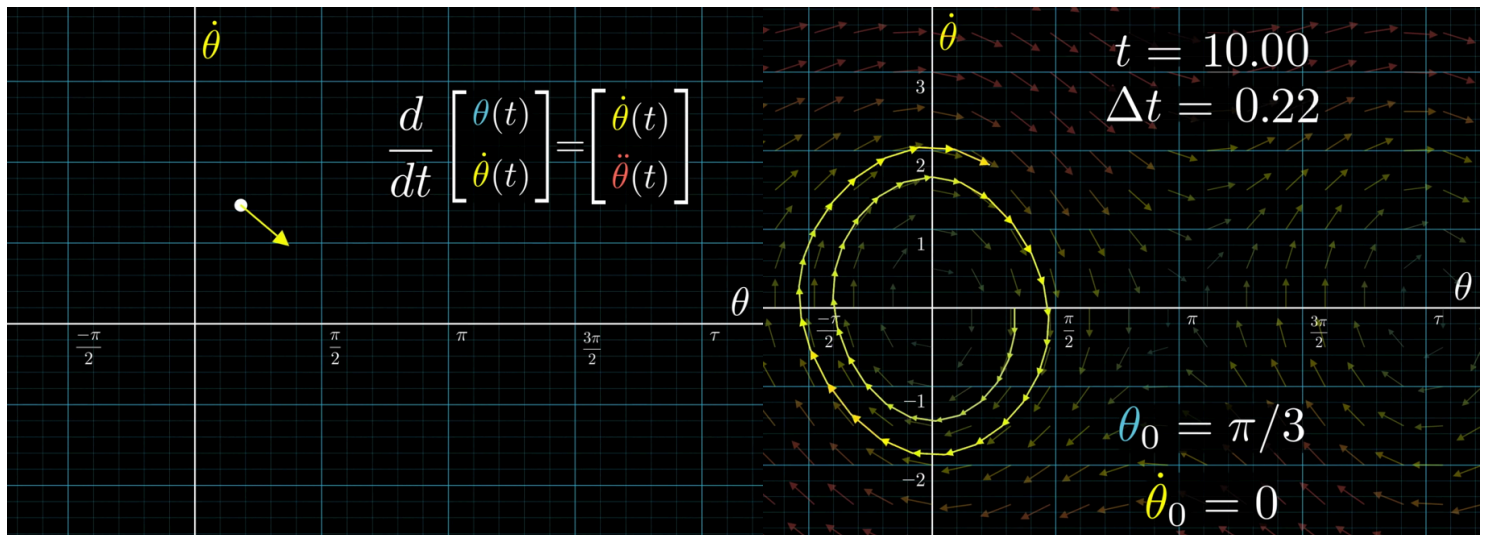 θ̇
d/dt [θ(t) θ̇(t)] = [θ̇(t) θ̈(t)]
θ
−π/2 π/2 π 3π/2 τ
θ̇
t = 10.00
Δt = 0.22
3
2
1
θ
−π/2 π/2 π 3π/2 τ
−1
θ₀ = π/3
−2
θ̇₀ = 0